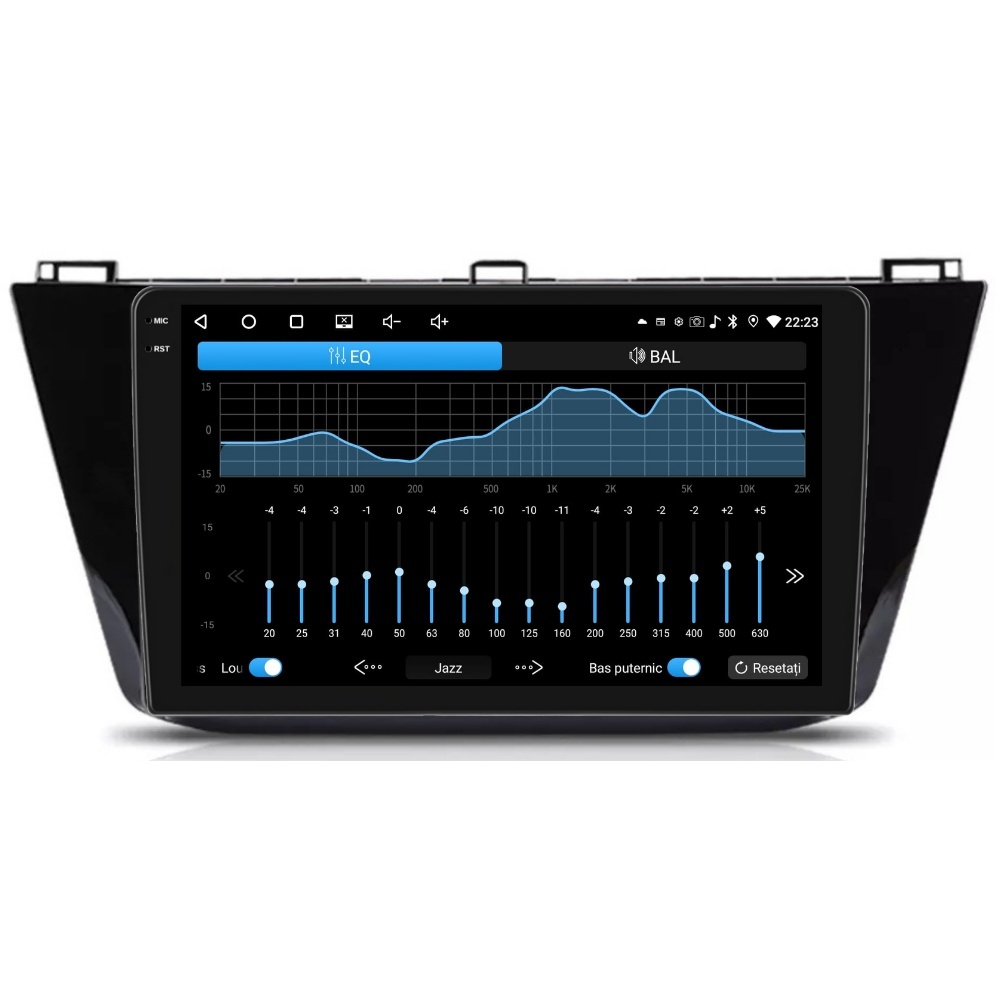 MIC
22:23
RST
EQ BAL
15
0
-15
20 50 100 200 500 1K 2K 5K 10K 25K
-4 -4 -3 -1 0 -4 -6 -10 -10 -11 -4 -3 -2 -2 +2 +5
15
0
-15
20 25 31 40 50 63 80 100 125 160 200 250 315 400 500 630
s Lou Jazz Bas puternic Resetați